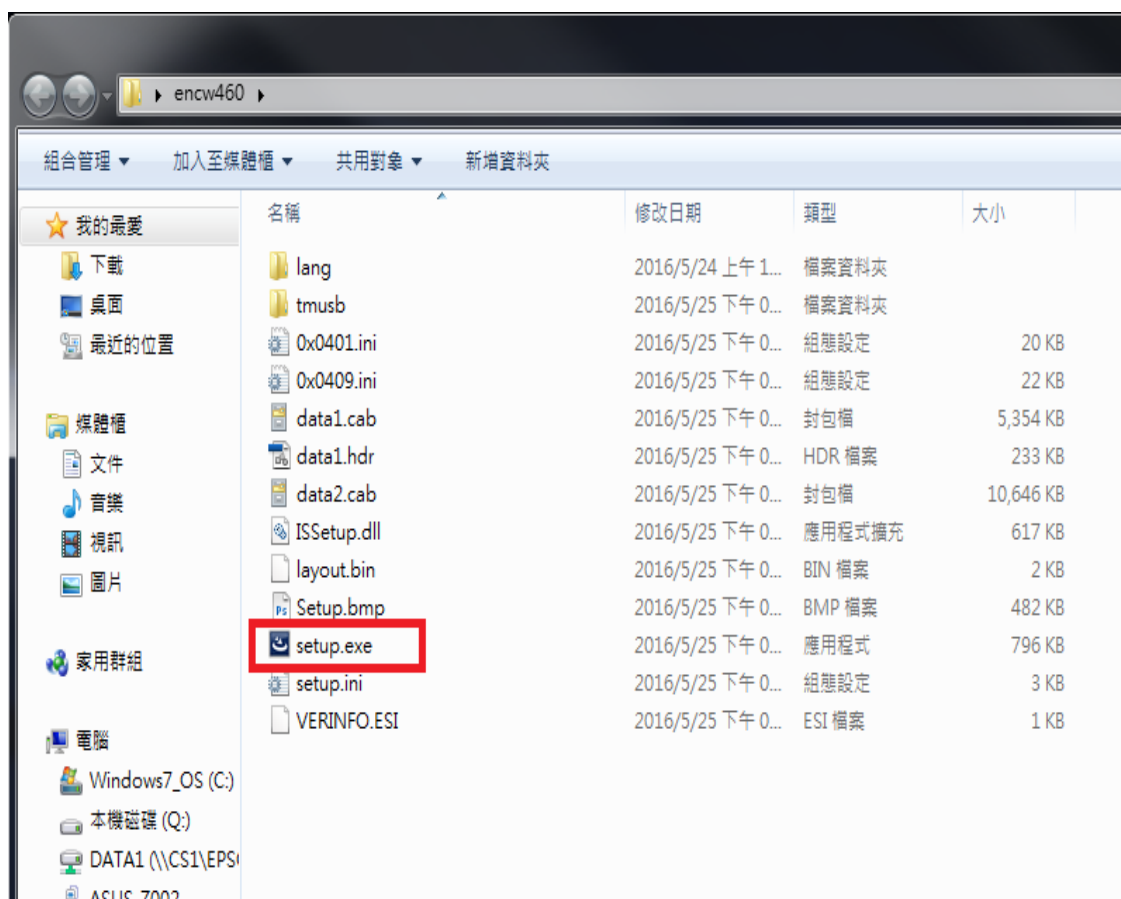 encw460
組合管理 加入至媒體櫃 共用對象 新增資料夾
名稱 修改日期 類型 大小
我的最愛
下載
桌面
最近的位置
媒體櫃
文件
音樂
視訊
圖片
家用群組
電腦
Windows7_OS (C:)
本機磁碟 (Q:)
DATA1 (\\CS1\EPS
ASUS-Z002
lang 2016/5/24 上午 1... 檔案資料夾
tmusb 2016/5/25 下午 0... 檔案資料夾
0x0401.ini 2016/5/25 下午 0... 組態設定 20 KB
0x0409.ini 2016/5/25 下午 0... 組態設定 22 KB
data1.cab 2016/5/25 下午 0... 封包檔 5,354 KB
data1.hdr 2016/5/25 下午 0... HDR 檔案 233 KB
data2.cab 2016/5/25 下午 0... 封包檔 10,646 KB
ISSetup.dll 2016/5/25 下午 0... 應用程式擴充 617 KB
layout.bin 2016/5/25 下午 0... BIN 檔案 2 KB
Setup.bmp 2016/5/25 下午 0... BMP 檔案 482 KB
setup.exe 2016/5/25 下午 0... 應用程式 796 KB
setup.ini 2016/5/25 下午 0... 組態設定 3 KB
VERINFO.ESI 2016/5/25 下午 0... ESI 檔案 1 KB